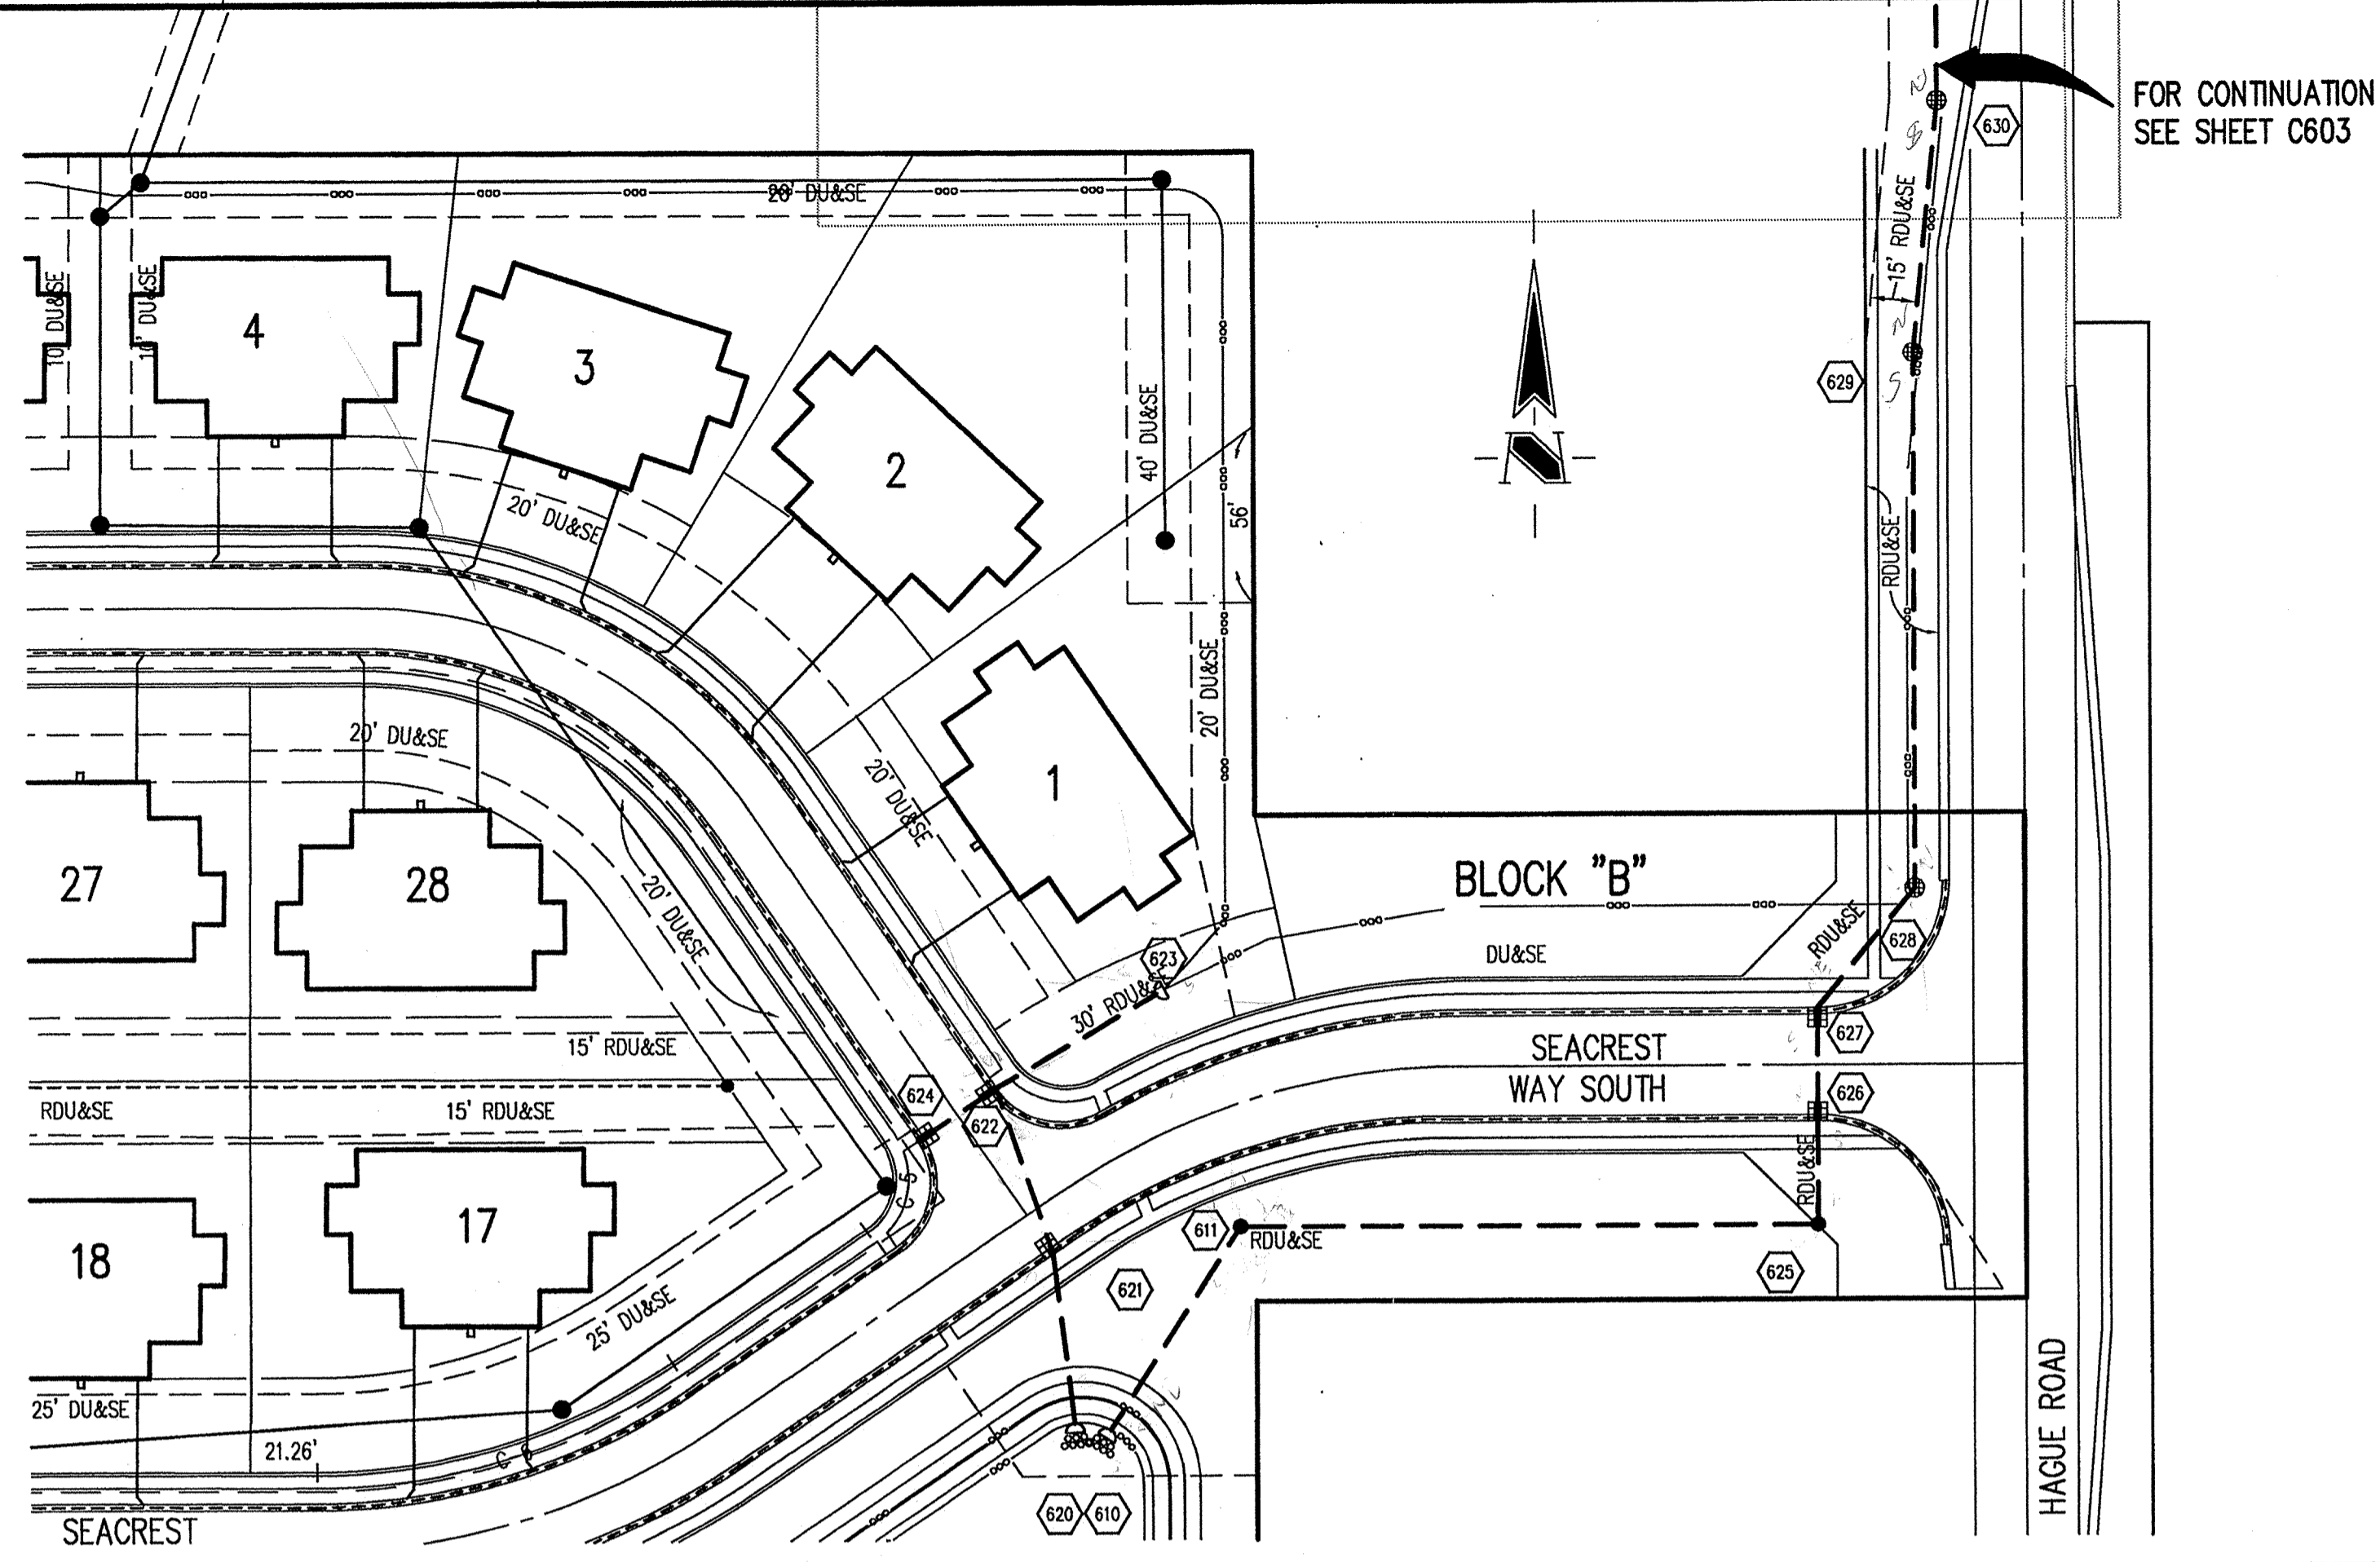 FOR CONTINUATION
SEE SHEET C603
630
20' DU&SE
15' RDU&SE
10' DU&SE
10' DU&SE
4
3
2
20' DU&SE
40' DU&SE
56'
N
629
RDU&SE
20' DU&SE
20' DU&SE
1
20' DU&SE
27
28
20' DU&SE
BLOCK "B"
RDU&SE
628
623
DU&SE
30' RDU&SE
15' RDU&SE
SEACREST
WAY SOUTH
627
626
RDU&SE
15' RDU&SE
624
622
RDU&SE
C S
611
RDU&SE
625
621
18
17
25' DU&SE
25' DU&SE
21.26'
C S
HAGUE ROAD
620
610
SEACREST